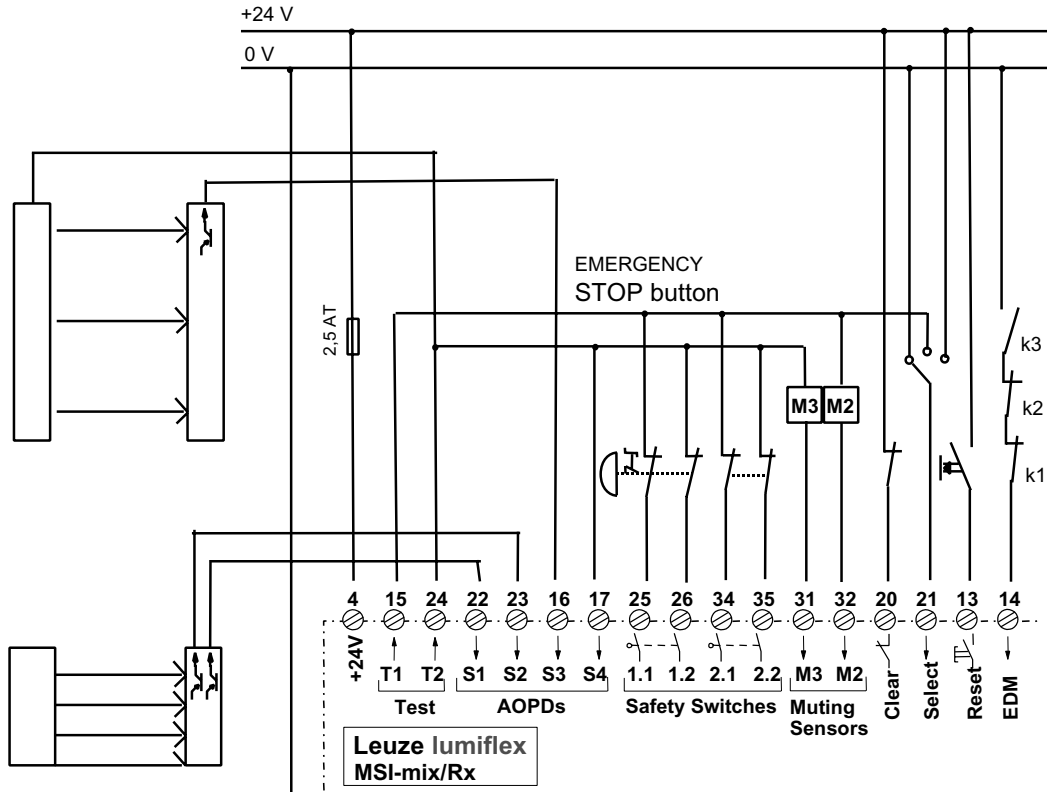 +24 V
0 V
EMERGENCY
STOP button
2,5 AT
k3
M3 M2
k2
k1
4 15 24 22 23 16 17 25 26 34 35 31 32 20 21 13 14
+24V T1 T2 S1 S2 S3 S4 1.1 1.2 2.1 2.2 M3 M2 Clear Select Reset EDM
Test AOPDs Safety Switches Muting
Sensors
Leuze lumiflex
MSI-mix/Rx